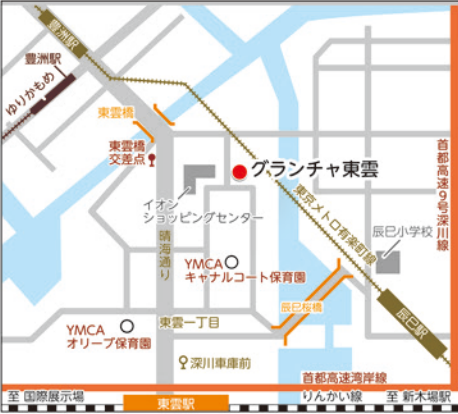 豊洲駅
豊洲駅
ゆりかもめ
東雲橋
東雲橋
交差点
グランチャ東雲
イオン
ショッピングセンター
東京メトロ有楽町線
首都高速9号深川線
晴海通り
辰巳小学校
YMCA
キャナルコート保育園
辰巳桜橋
辰巳駅
東雲一丁目
YMCA
オリーブ保育園
深川車庫前
首都高速湾岸線
至 国際展示場
東雲駅
りんかい線
至 新木場駅